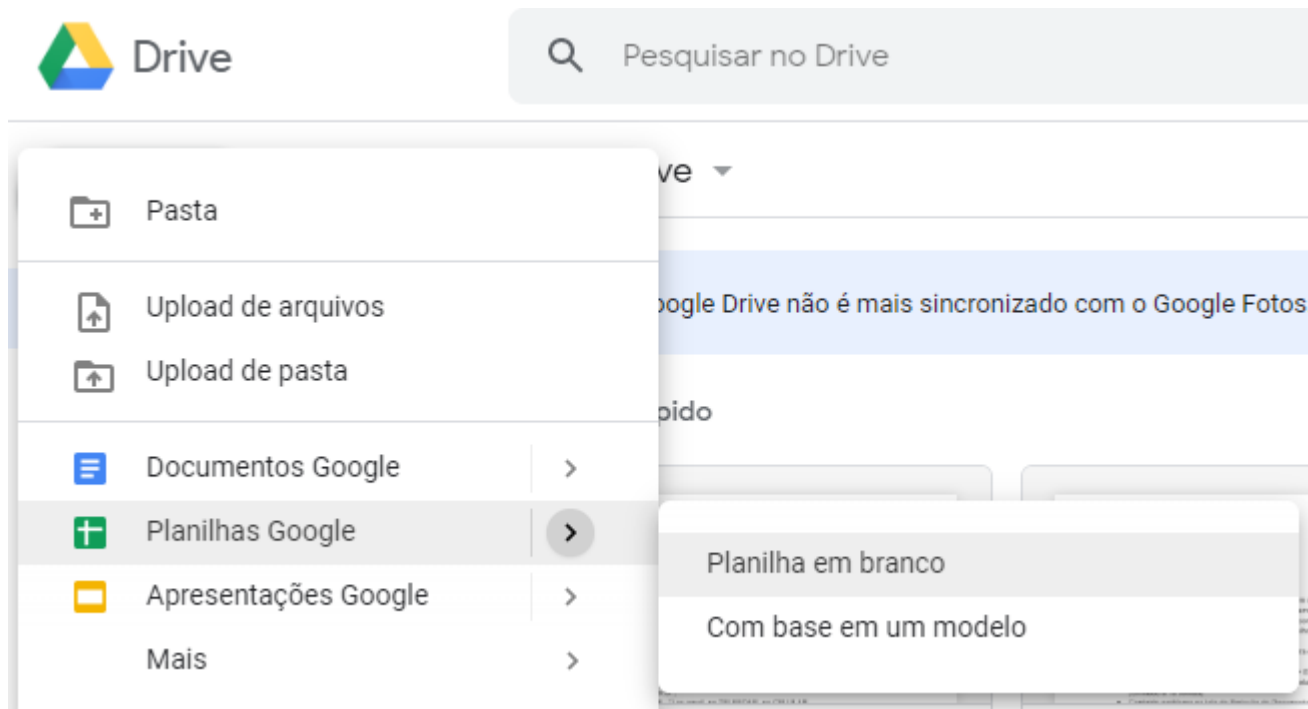 Drive
Pesquisar no Drive
ve
Pasta
oogle Drive não é mais sincronizado com o Google Fotos
Upload de arquivos
Upload de pasta
pido
Documentos Google
Planilhas Google
Planilha em branco
Apresentações Google
Com base em um modelo
Mais